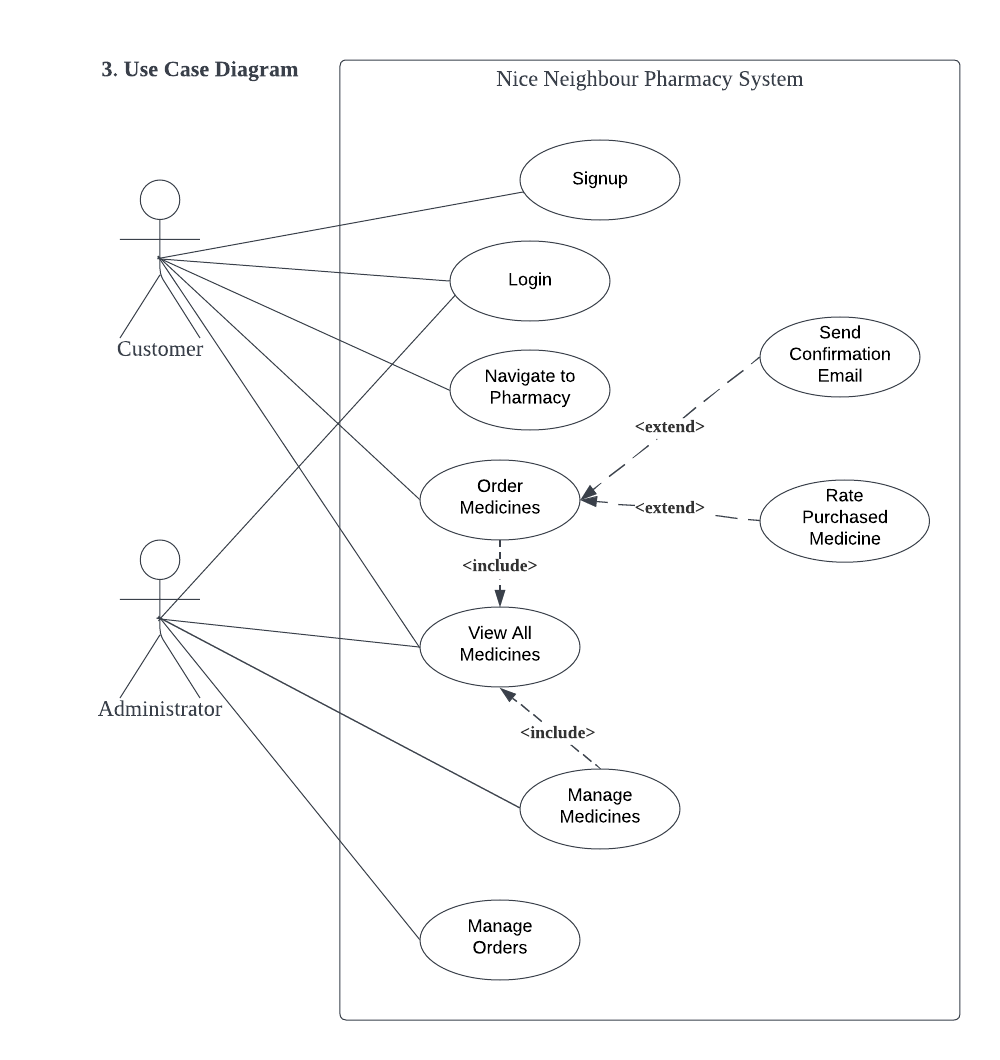 3. Use Case Diagram
Nice Neighbour Pharmacy System
Signup
Login
Customer
Navigate to
Pharmacy
Send
Confirmation
Email
<extend>
Order
Medicines
<extend>
Rate
Purchased
Medicine
<include>
View All
Medicines
Administrator
<include>
Manage
Medicines
Manage
Orders